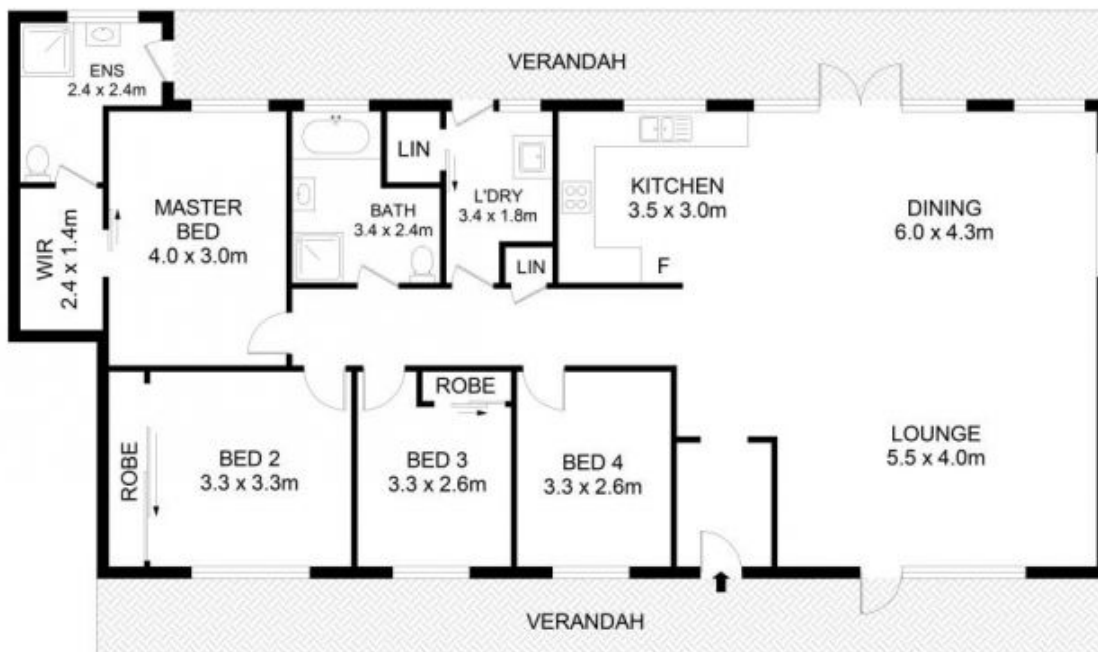 VERANDAH
ENS
2.4 x 2.4m
LIN
L'DRY
3.4 x 1.8m
KITCHEN
3.5 x 3.0m
DINING
6.0 x 4.3m
MASTER
BED
4.0 x 3.0m
BATH
3.4 x 2.4m
WIR
2.4 x 1.4m
LIN
F
ROBE
ROBE
BED 2
3.3 x 3.3m
BED 3
3.3 x 2.6m
BED 4
3.3 x 2.6m
LOUNGE
5.5 x 4.0m
VERANDAH